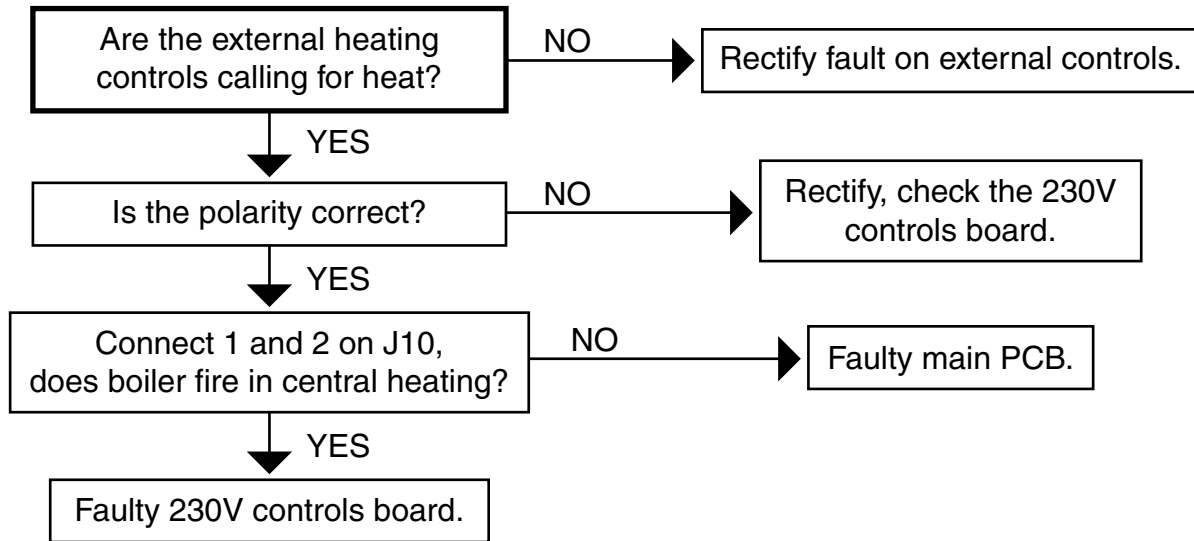 Are the external heating
controls calling for heat?
NO
Rectify fault on external controls.
YES
Is the polarity correct?
NO
Rectify, check the 230V
controls board.
YES
Connect 1 and 2 on J10,
does boiler fire in central heating?
NO
Faulty main PCB.
YES
Faulty 230V controls board.